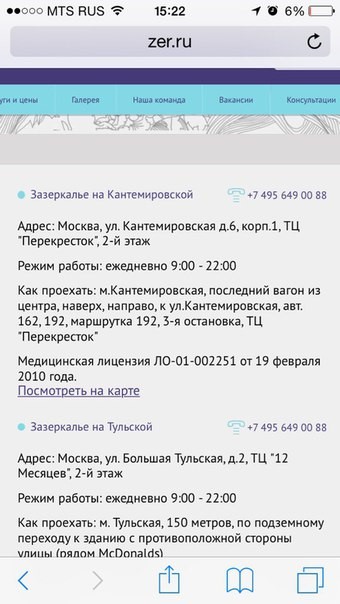 MTS RUS 15:22 6%
zer.ru
уги и цены Галерея Наша команда Вакансии Консультации
Зазеркалье на Кантемировской +7 495 649 00 88
Адрес: Москва, ул. Кантемировская д.6, корп.1, ТЦ
"Перекресток", 2-й этаж
Режим работы: ежедневно 9:00 - 22:00
Как проехать: м.Кантемировская, последний вагон из
центра, наверх, направо, к ул.Кантемировская, авт.
162, 192, маршрутка 192, 3-я остановка, ТЦ
"Перекресток"
Медицинская лицензия ЛО-01-002251 от 19 февраля
2010 года.
Посмотреть на карте
Зазеркалье на Тульской +7 495 649 00 88
Адрес: Москва, ул. Большая Тульская, д.2, ТЦ "12
Месяцев", 2-й этаж
Режим работы: ежедневно 9:00 - 22:00
Как проехать: м. Тульская, 150 метров, по подземному
переходу к зданию с противоположной стороны
улицы (рядом McDonalds)